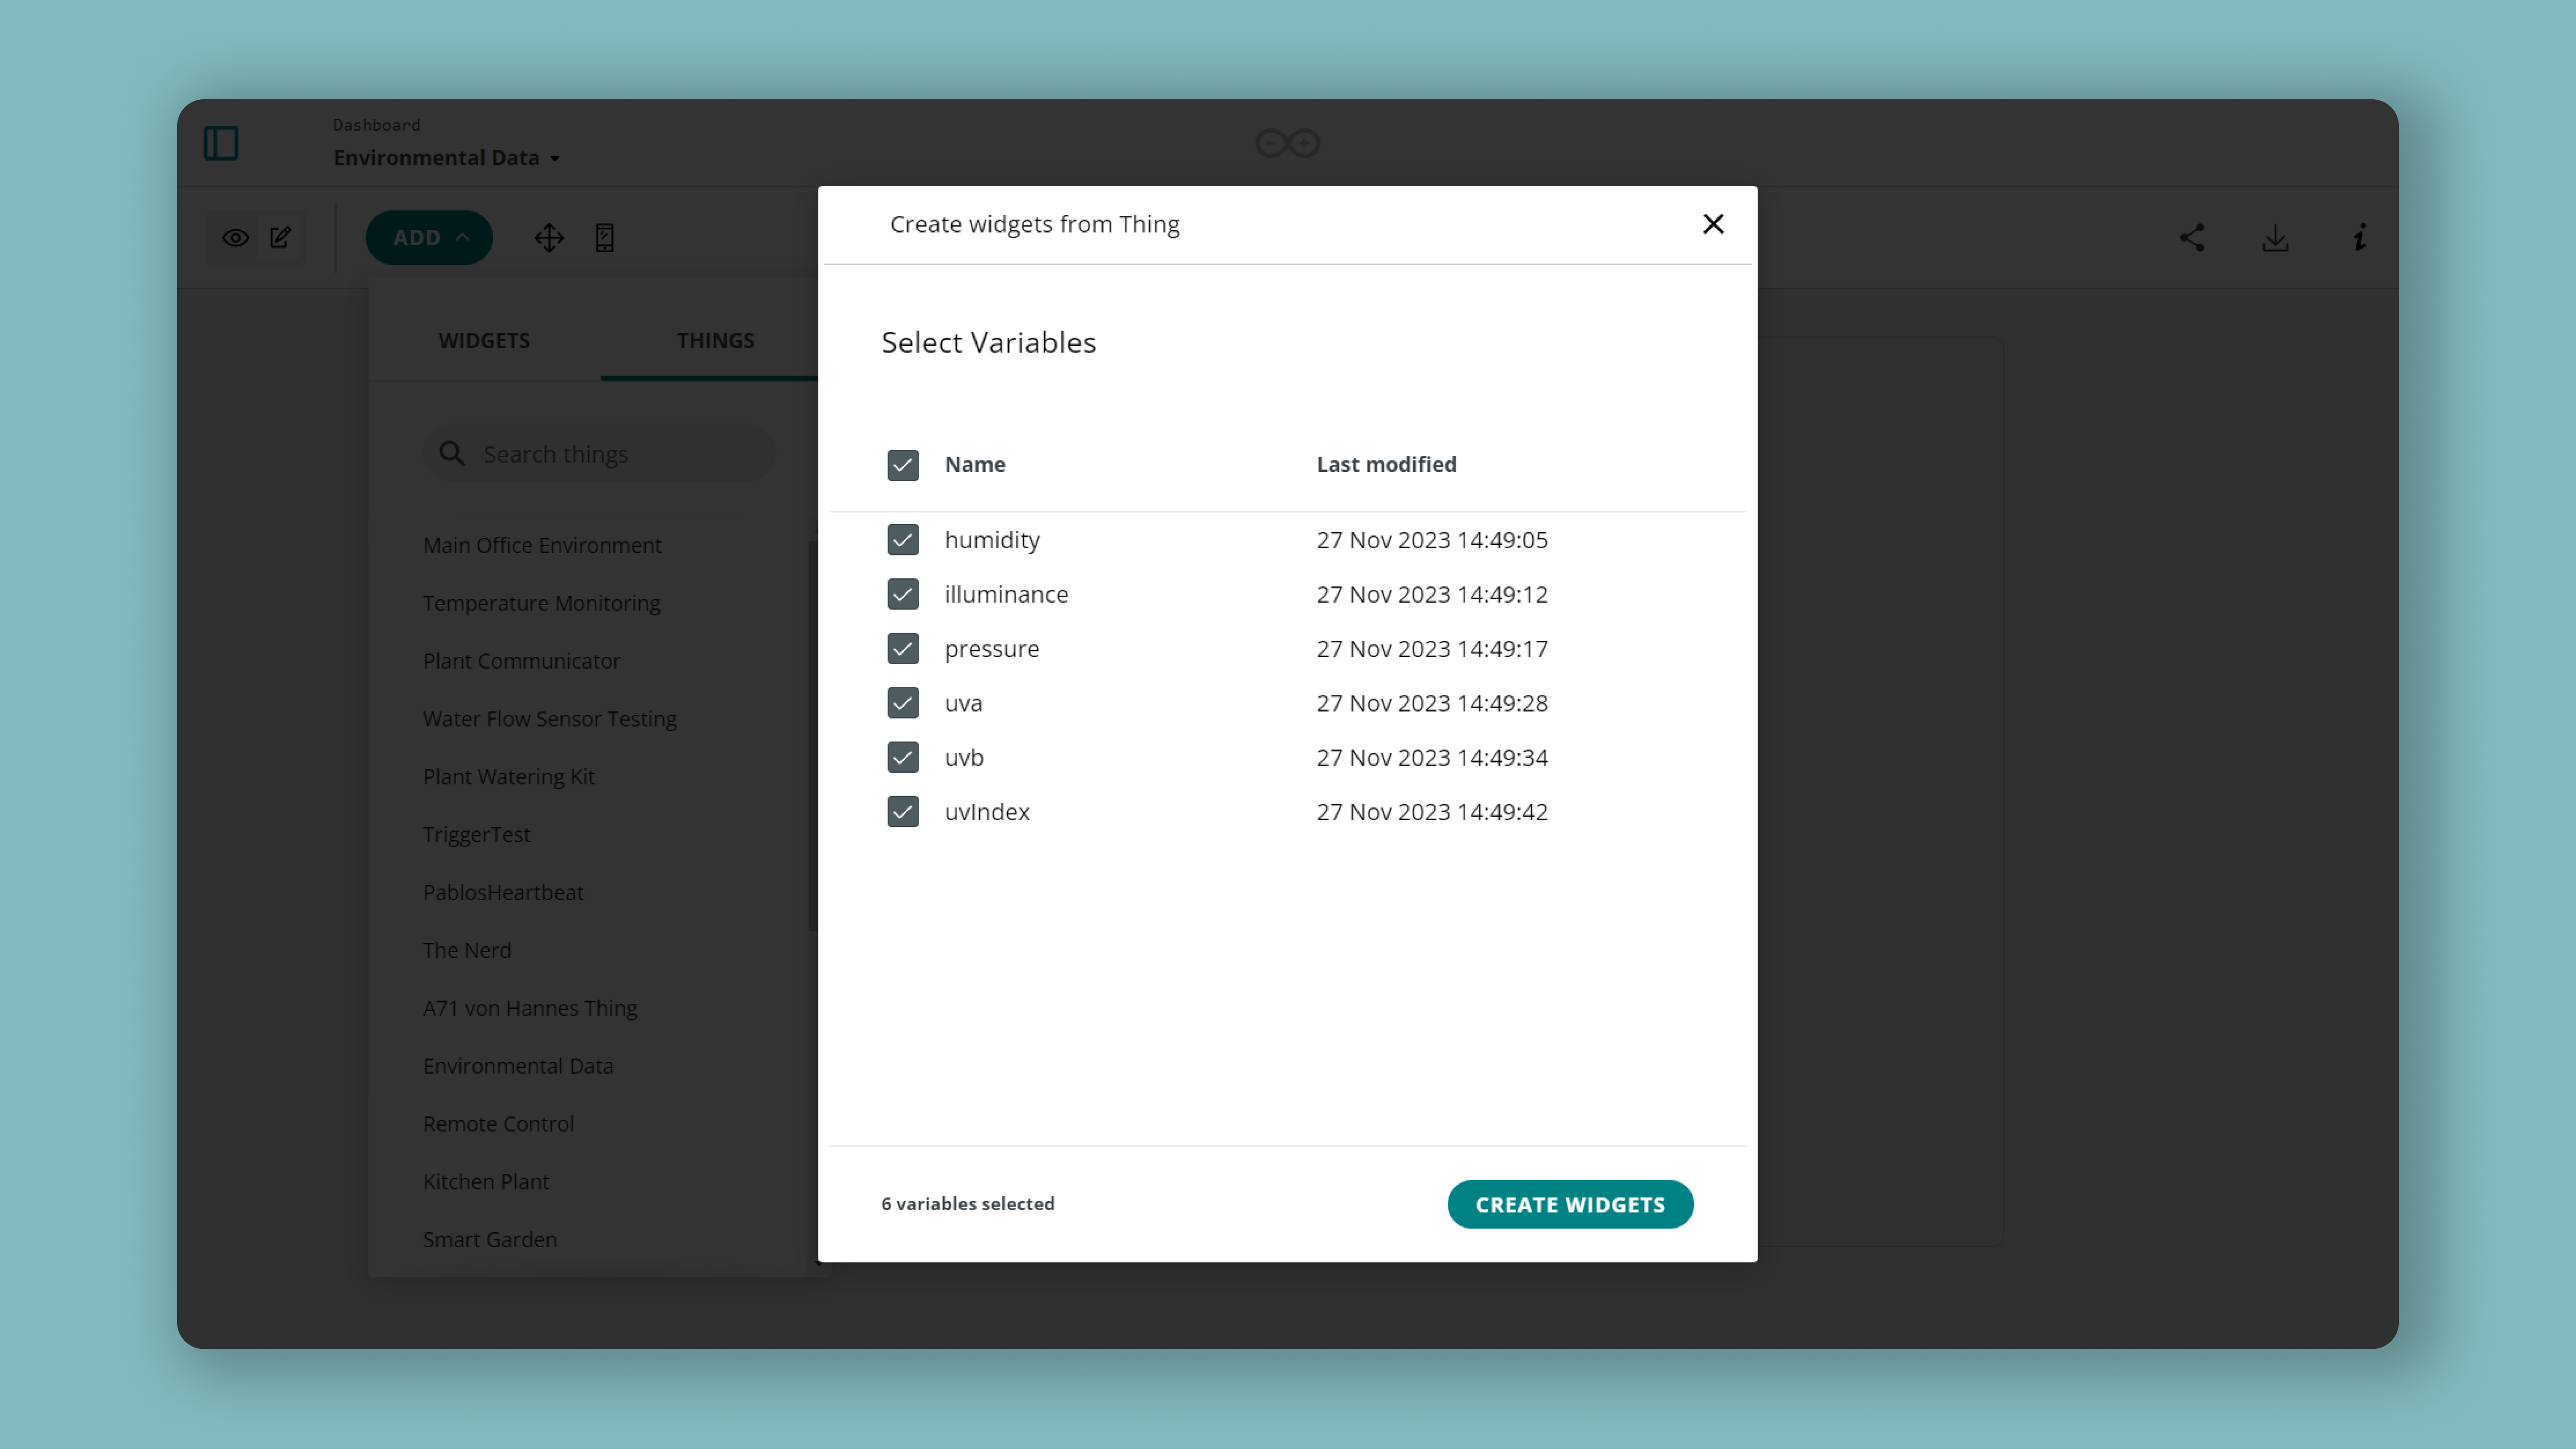 Dashboard
Environmental Data
ADD
Create widgets from Thing
WIDGETS THINGS
Search things
Main Office Environment
Temperature Monitoring
Plant Communicator
Water Flow Sensor Testing
Plant Watering Kit
TriggerTest
PablosHeartbeat
The Nerd
A71 von Hannes Thing
Environmental Data
Remote Control
Kitchen Plant
Smart Garden
Select Variables
Name Last modified
humidity 27 Nov 2023 14:49:05
illuminance 27 Nov 2023 14:49:12
pressure 27 Nov 2023 14:49:17
uva 27 Nov 2023 14:49:28
uvb 27 Nov 2023 14:49:34
uvIndex 27 Nov 2023 14:49:42
6 variables selected
CREATE WIDGETS